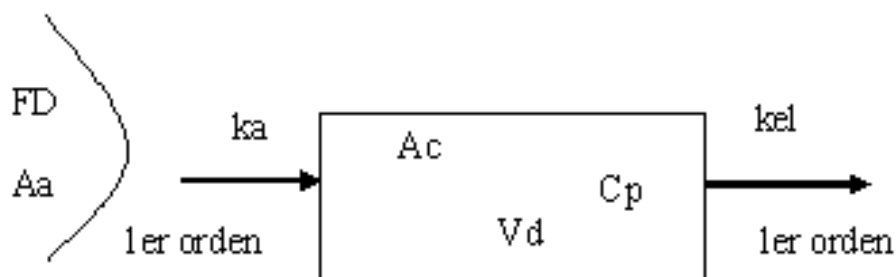 FD
Aa
ka
1er orden
Ac
Cp
Vd
kel
1er orden